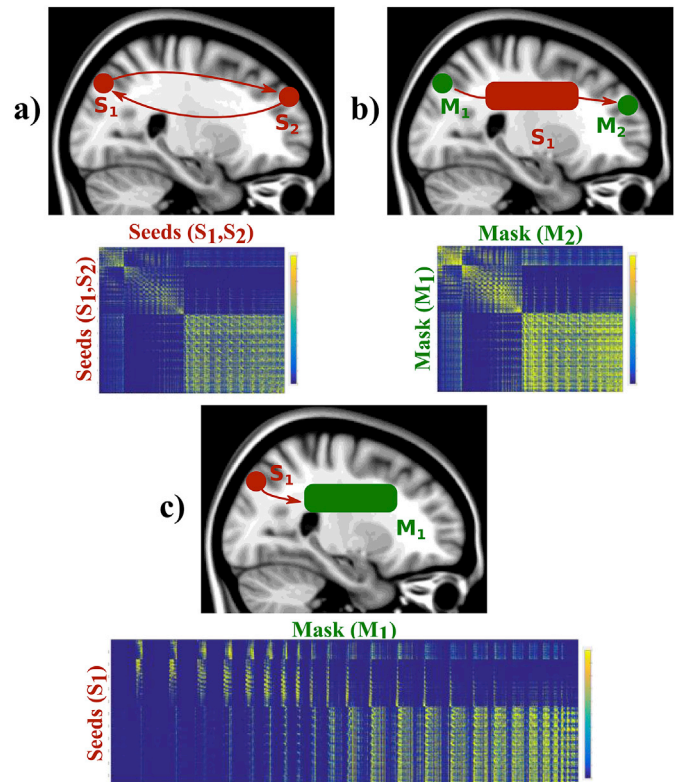 a)
S1
S2
b)
M1
S1
M2
Seeds (S1,S2)
Seeds (S1,S2)
Mask (M2)
Mask (M1)
c)
S1
M1
Mask (M1)
Seeds (S1)